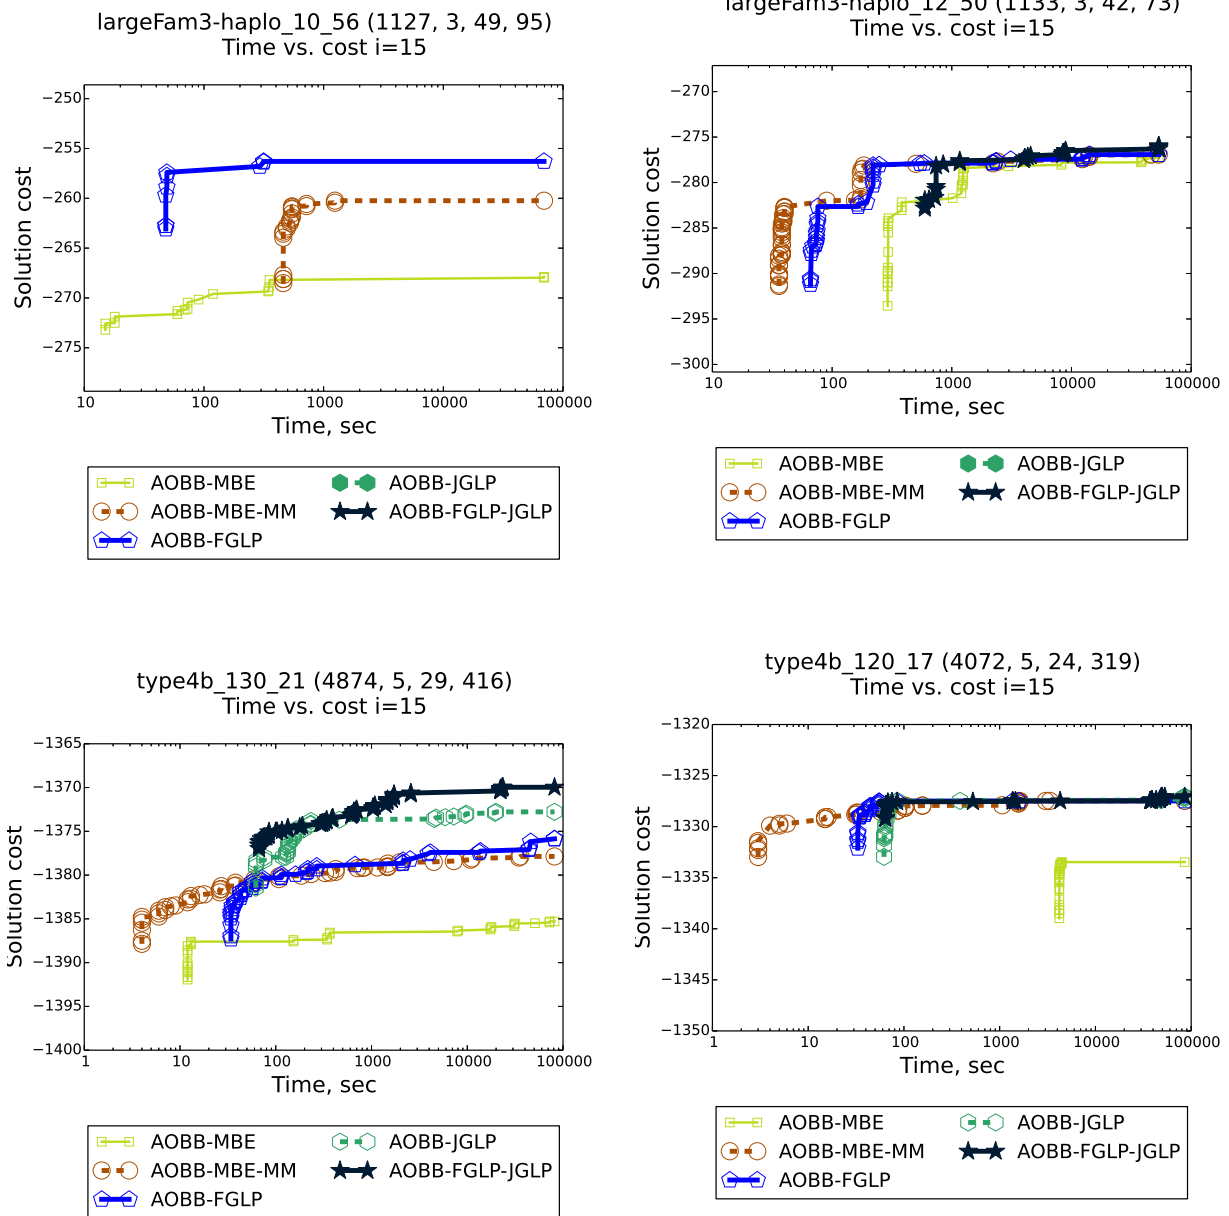 largeFam3-haplo_10_56 (1127, 3, 49, 95)
Time vs. cost i=15
−250
−255
−260
−265
−270
−275
Solution cost
10
100
1000
10000
100000
Time, sec
AOBB-MBE
AOBB-MBE-MM
AOBB-FGLP
AOBB-JGLP
AOBB-FGLP-JGLP
largeFam3-haplo_12_50 (1133, 3, 42, 73)
Time vs. cost i=15
−270
−275
−280
−285
−290
−295
−300
Solution cost
10
100
1000
10000
100000
Time, sec
AOBB-MBE
AOBB-MBE-MM
AOBB-FGLP
AOBB-JGLP
AOBB-FGLP-JGLP
type4b_130_21 (4874, 5, 29, 416)
Time vs. cost i=15
−1365
−1370
−1375
−1380
−1385
−1390
−1395
−1400
Solution cost
1
10
100
1000
10000
100000
Time, sec
AOBB-MBE
AOBB-MBE-MM
AOBB-FGLP
AOBB-JGLP
AOBB-FGLP-JGLP
type4b_120_17 (4072, 5, 24, 319)
Time vs. cost i=15
−1320
−1325
−1330
−1335
−1340
−1345
−1350
Solution cost
1
10
100
1000
10000
100000
Time, sec
AOBB-MBE
AOBB-MBE-MM
AOBB-FGLP
AOBB-JGLP
AOBB-FGLP-JGLP